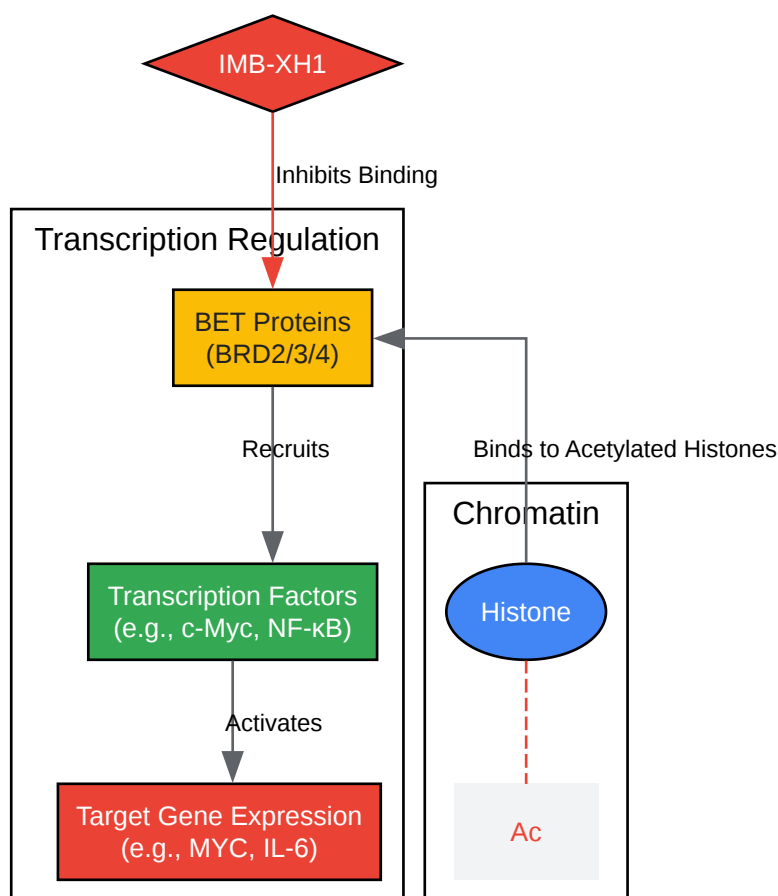 IMB-XH1
Inhibits Binding
Transcription Regulation
BET Proteins
(BRD2/3/4)
Recruits
Binds to Acetylated Histones
Chromatin
Transcription Factors
(e.g., c-Myc, NF-κB)
Histone
Activates
Target Gene Expression
(e.g., MYC, IL-6)
Ac